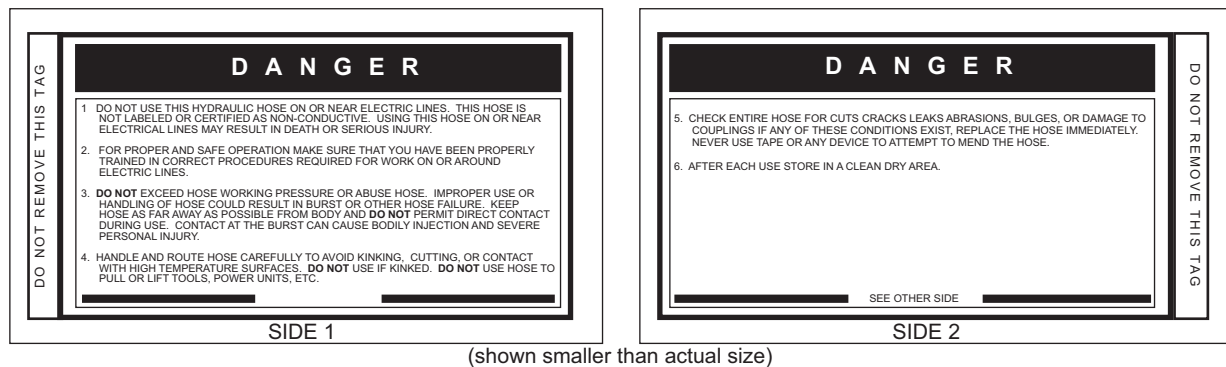 DO NOT REMOVE THIS TAG
D A N G E R
1 DO NOT USE THIS HYDRAULIC HOSE ON OR NEAR ELECTRIC LINES. THIS HOSE IS
NOT LABELED OR CERTIFIED AS NON-CONDUCTIVE. USING THIS HOSE ON OR NEAR
ELECTRICAL LINES MAY RESULT IN DEATH OR SERIOUS INJURY.
2. FOR PROPER AND SAFE OPERATION MAKE SURE THAT YOU HAVE BEEN PROPERLY
TRAINED IN CORRECT PROCEDURES REQUIRED FOR WORK ON OR AROUND
ELECTRIC LINES.
3. DO NOT EXCEED HOSE WORKING PRESSURE OR ABUSE HOSE. IMPROPER USE OR
HANDLING OF HOSE COULD RESULT IN BURST OR OTHER HOSE FAILURE. KEEP
HOSE AS FAR AWAY AS POSSIBLE FROM BODY AND DO NOT PERMIT DIRECT CONTACT
DURING USE. CONTACT AT THE BURST CAN CAUSE BODILY INJECTION AND SEVERE
PERSONAL INJURY.
4. HANDLE AND ROUTE HOSE CAREFULLY TO AVOID KINKING, CUTTING, OR CONTACT
WITH HIGH TEMPERATURE SURFACES. DO NOT USE IF KINKED. DO NOT USE HOSE TO
PULL OR LIFT TOOLS, POWER UNITS, ETC.
SIDE 1
D A N G E R
5. CHECK ENTIRE HOSE FOR CUTS CRACKS LEAKS ABRASIONS, BULGES, OR DAMAGE TO
COUPLINGS IF ANY OF THESE CONDITIONS EXIST, REPLACE THE HOSE IMMEDIATELY.
NEVER USE TAPE OR ANY DEVICE TO ATTEMPT TO MEND THE HOSE.
6. AFTER EACH USE STORE IN A CLEAN DRY AREA.
SEE OTHER SIDE
DO NOT REMOVE THIS TAG
SIDE 2
(shown smaller than actual size)